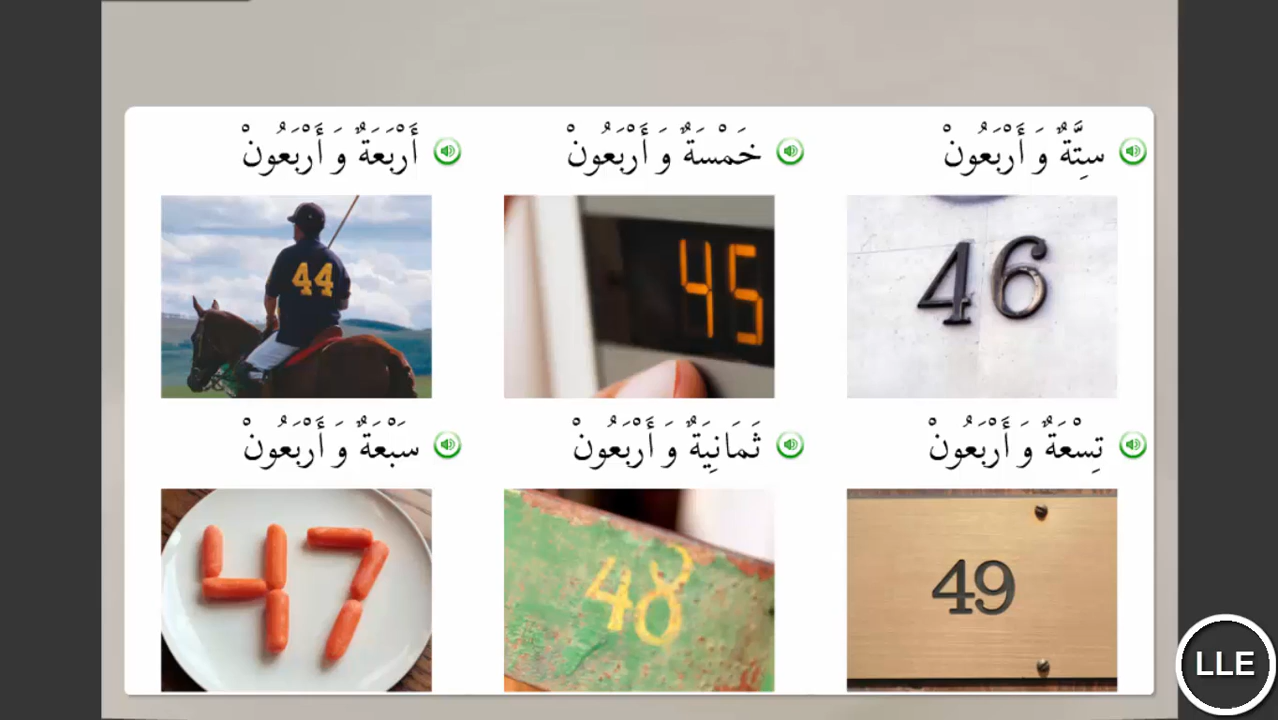 أَرْبَعَةٌ وَ أَرْبَعُونْ
44
خَمْسَةٌ وَ أَرْبَعُونْ
45
سِتَّةٌ وَ أَرْبَعُونْ
46
سَبْعَةٌ وَ أَرْبَعُونْ
47
ثَمَانِيَةٌ وَ أَرْبَعُونْ
48
تِسْعَةٌ وَ أَرْبَعُونْ
49
LLE